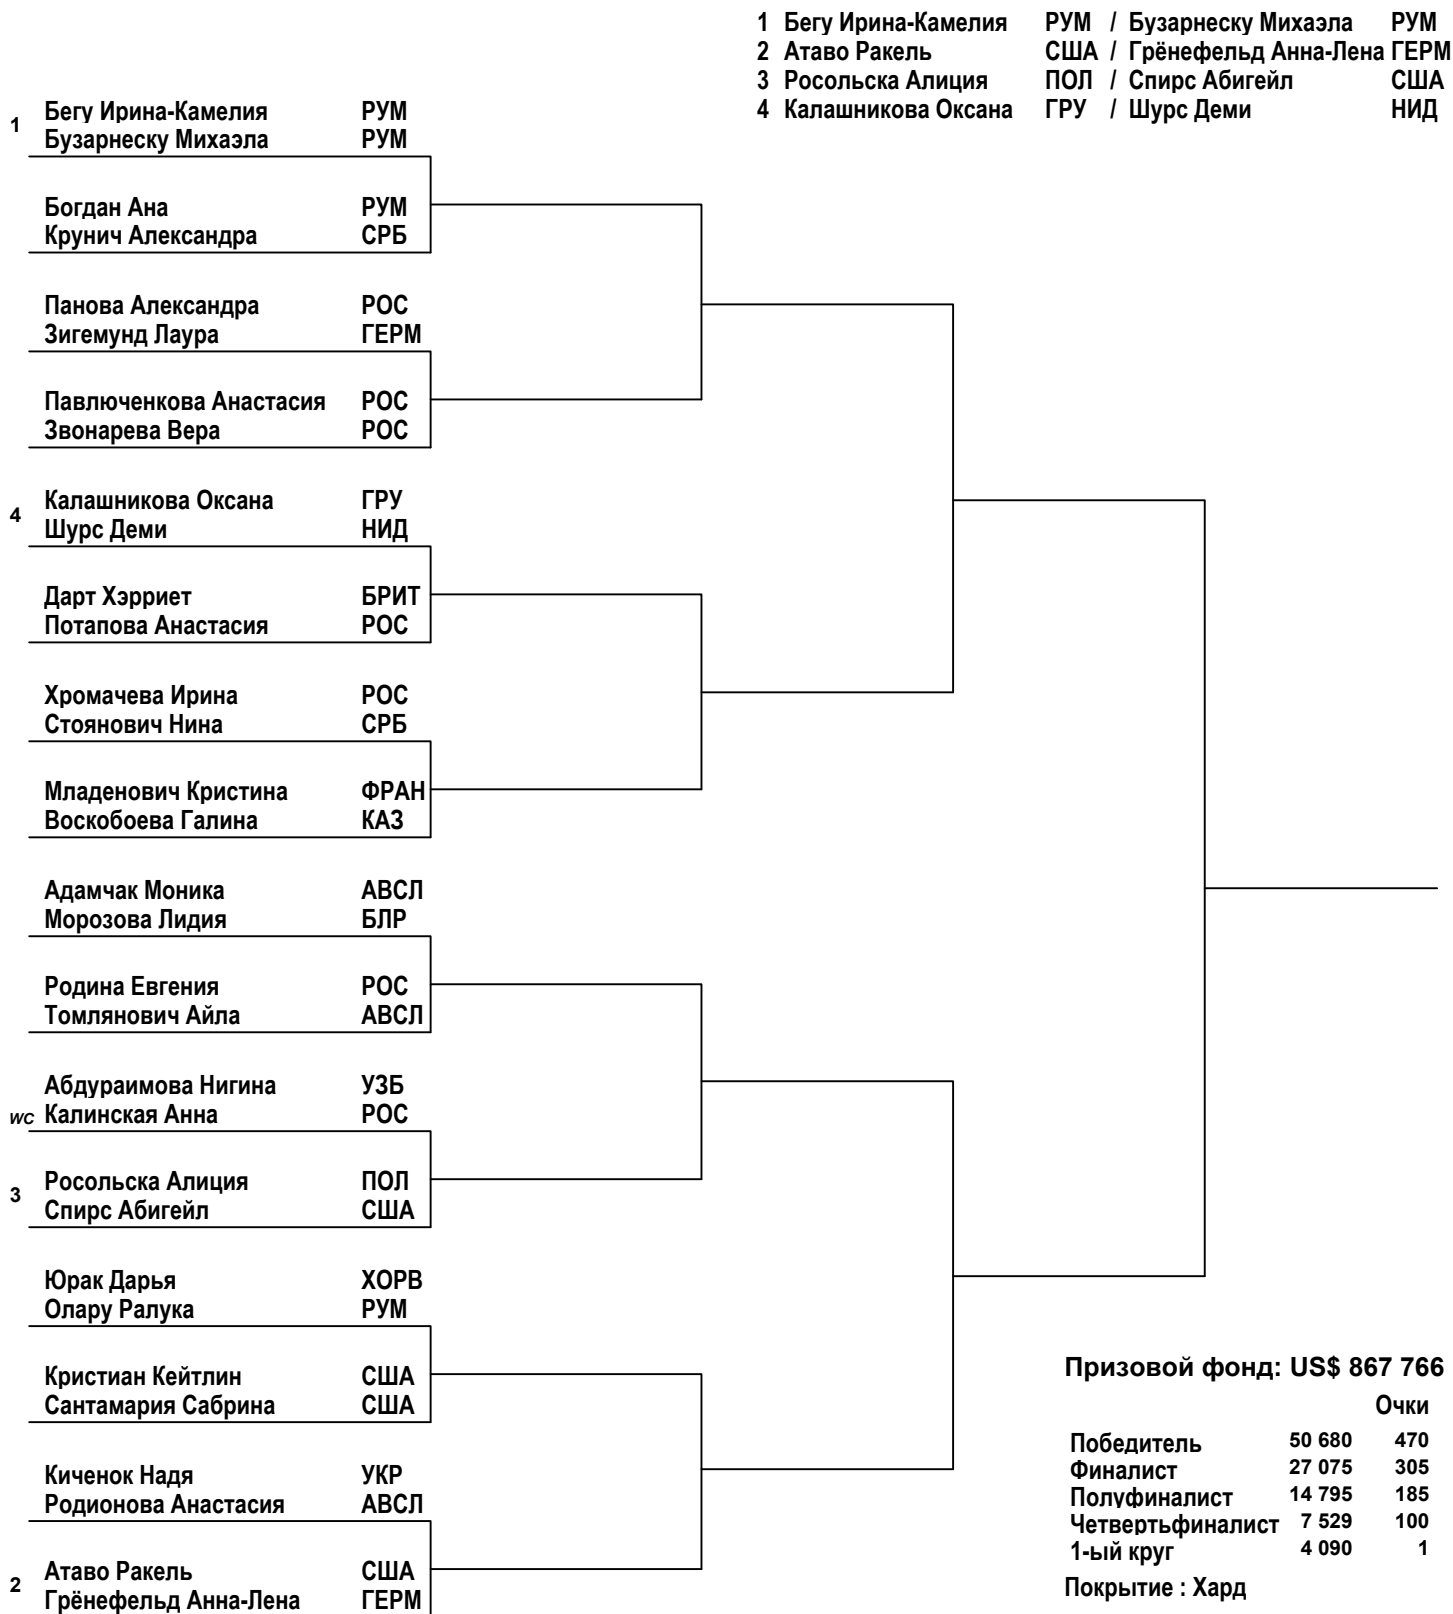 1 Бегу Ирина-Камелия РУМ / Бузарнеску Михаэла РУМ
2 Атаво Ракель США / Грёнефельд Анна-Лена ГЕРМ
3 Росольска Алиция ПОЛ / Спирс Абигейл США
4 Калашникова Оксана ГРУ / Шурс Деми НИД
1 Бегу Ирина-Камелия РУМ
Бузарнеску Михаэла РУМ
Богдан Ана РУМ
Крунич Александра СРБ
Панова Александра РОС
Зигемунд Лаура ГЕРМ
Павлюченкова Анастасия РОС
Звонарева Вера РОС
4 Калашникова Оксана ГРУ
Шурс Деми НИД
Дарт Хэрриет БРИТ
Потапова Анастасия РОС
Хромачева Ирина РОС
Стоянович Нина СРБ
Младенович Кристина ФРАН
Воскобоева Галина КАЗ
Адамчак Моника АВСЛ
Морозова Лидия БЛР
Родина Евгения РОС
Томлянович Айла АВСЛ
Абдураимова Нигина УЗБ
WC Калинская Анна РОС
3 Росольска Алиция ПОЛ
Спирс Абигейл США
Юрак Дарья ХОРВ
Олару Ралука РУМ
Кристиан Кейтлин США
Сантамария Сабрина США
Киченок Надя УКР
Родионова Анастасия АВСЛ
2 Атаво Ракель США
Грёнефельд Анна-Лена ГЕРМ
Призовой фонд: US$ 867 766
Очки
Победитель 50 680 470
Финалист 27 075 305
Полуфиналист 14 795 185
Четвертьфиналист 7 529 100
1-ый круг 4 090 1
Покрытие : Хард